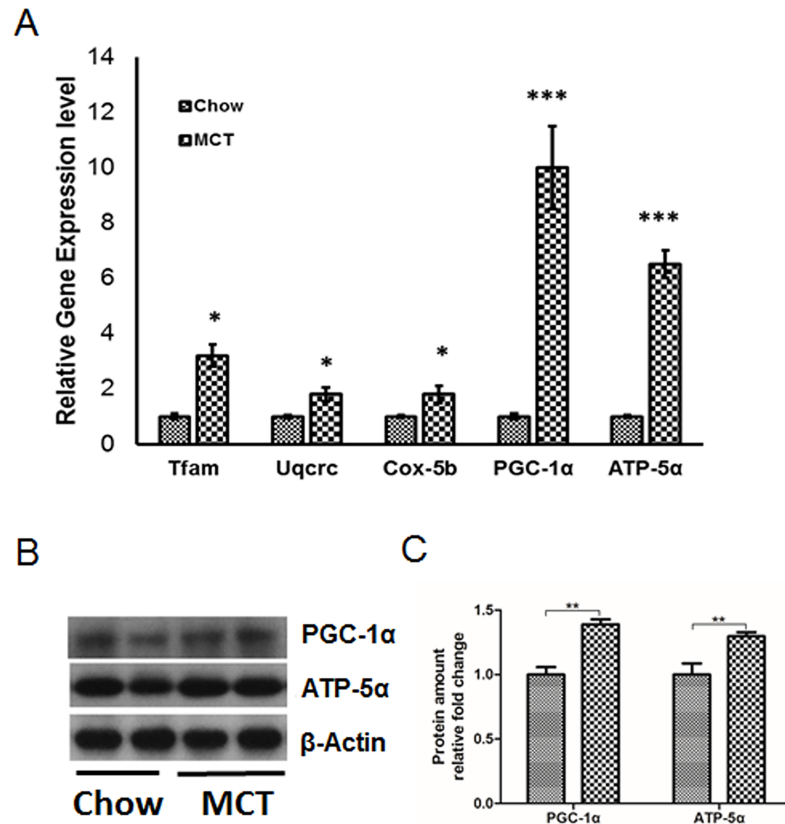 A
Relative Gene Expression level
14
12
10
8
6
4
2
0
Chow
MCT
*
*
*
***
***
Tfam
Uqcrc
Cox-5b
PGC-1α
ATP-5α
B
PGC-1α
ATP-5α
β-Actin
Chow
MCT
C
Protein amount
relative fold change
1.5
1.0
0.5
0.0
**
**
PGC-1α
ATP-5α